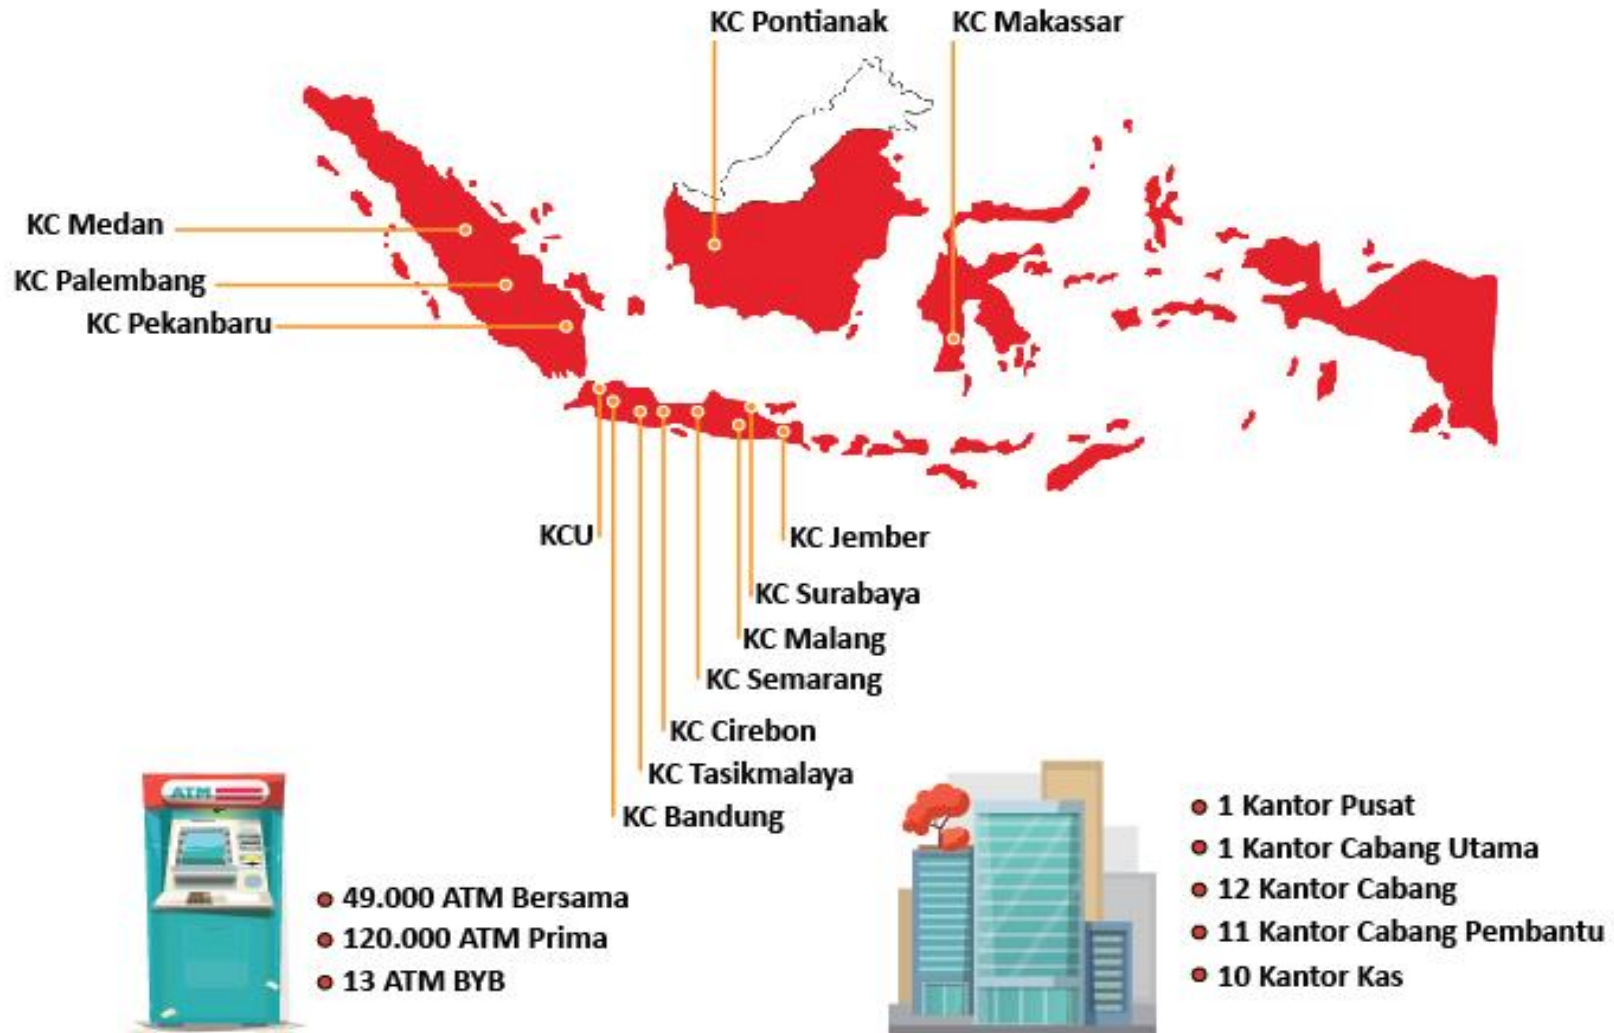 KC Pontianak
KC Makassar
KC Medan
KC Palembang
KC Pekanbaru
KCU
KC Jember
KC Surabaya
KC Malang
KC Semarang
KC Cirebon
KC Tasikmalaya
KC Bandung
ATM
49.000 ATM Bersama
120.000 ATM Prima
13 ATM BYB
1 Kantor Pusat
1 Kantor Cabang Utama
12 Kantor Cabang
11 Kantor Cabang Pembantu
10 Kantor Kas